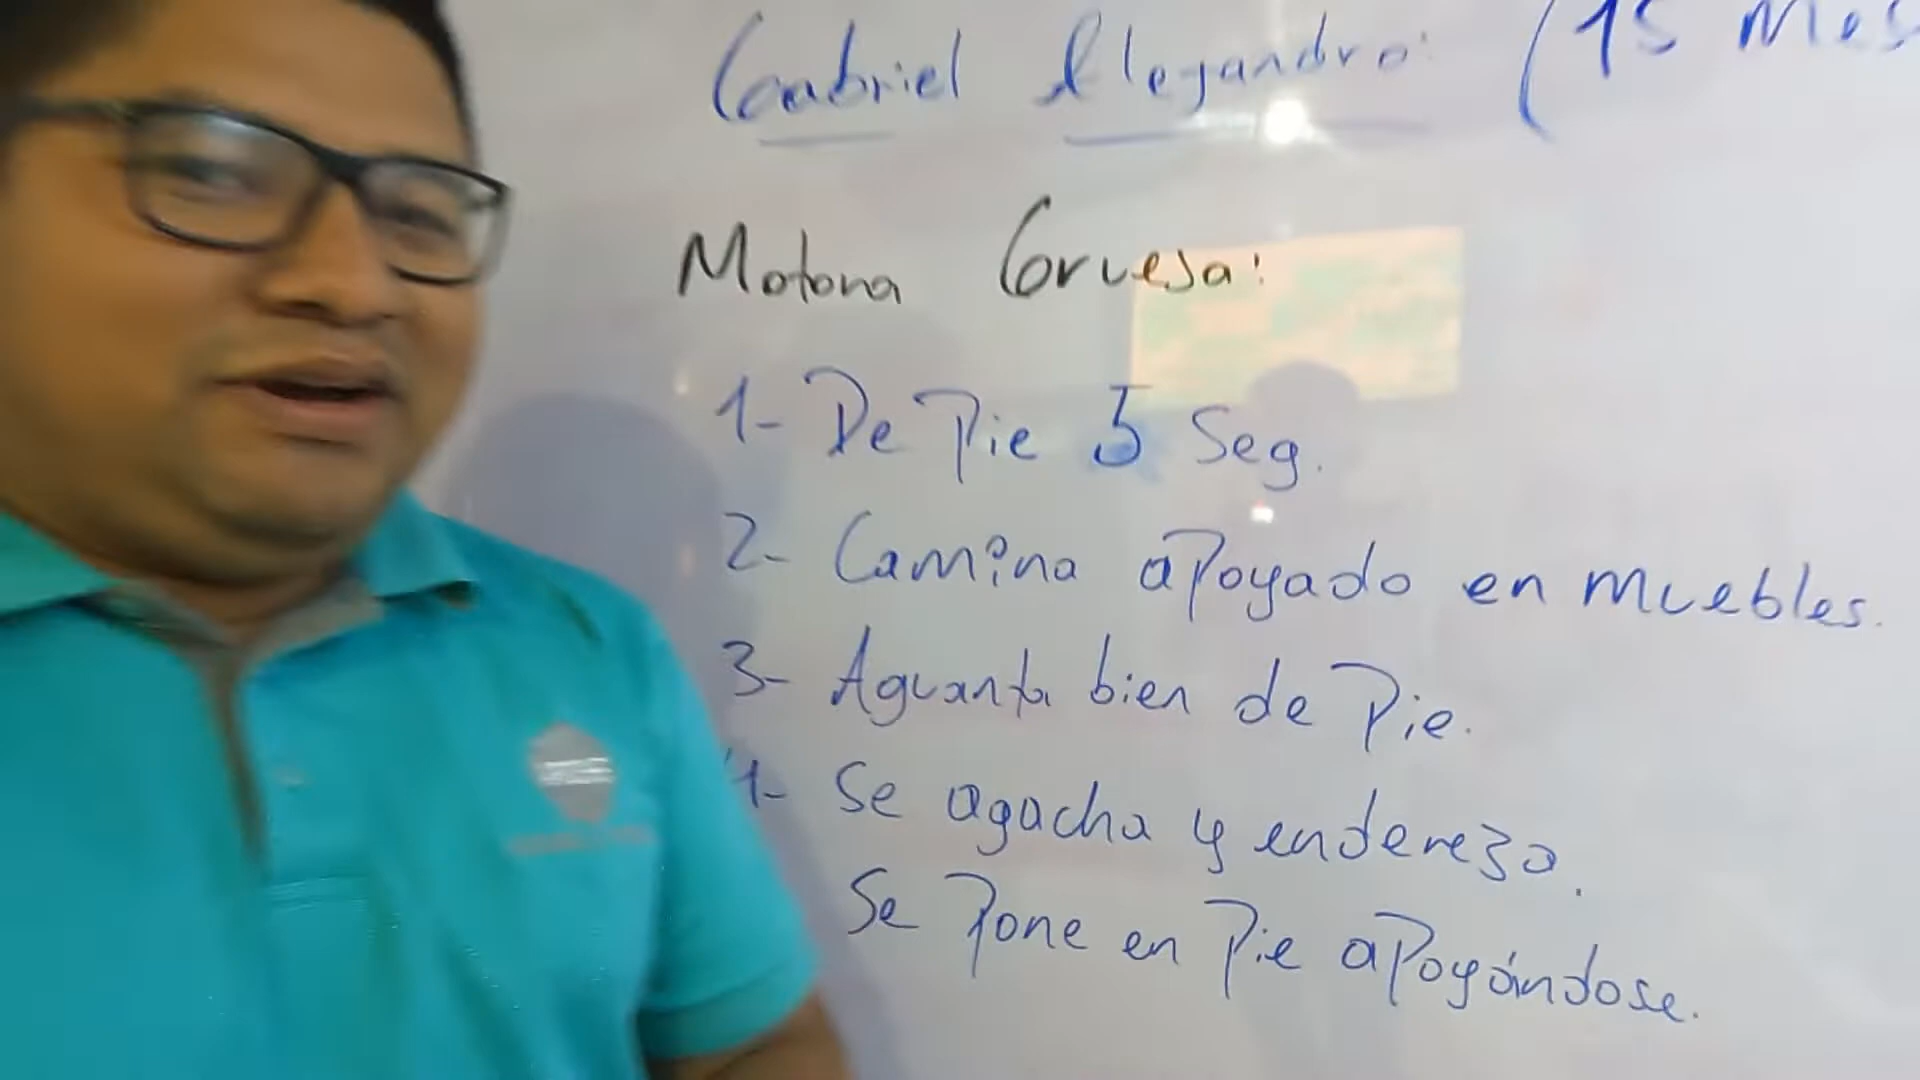 Gabriel Alejandro: (15 Mes
Motora Gruesa:
1- De Pie 5 Seg.
2- Camina apoyado en muebles.
3- Aguanta bien de Pie.
4- Se agacha y endereza.
Se Pone en Pie apoyándose.